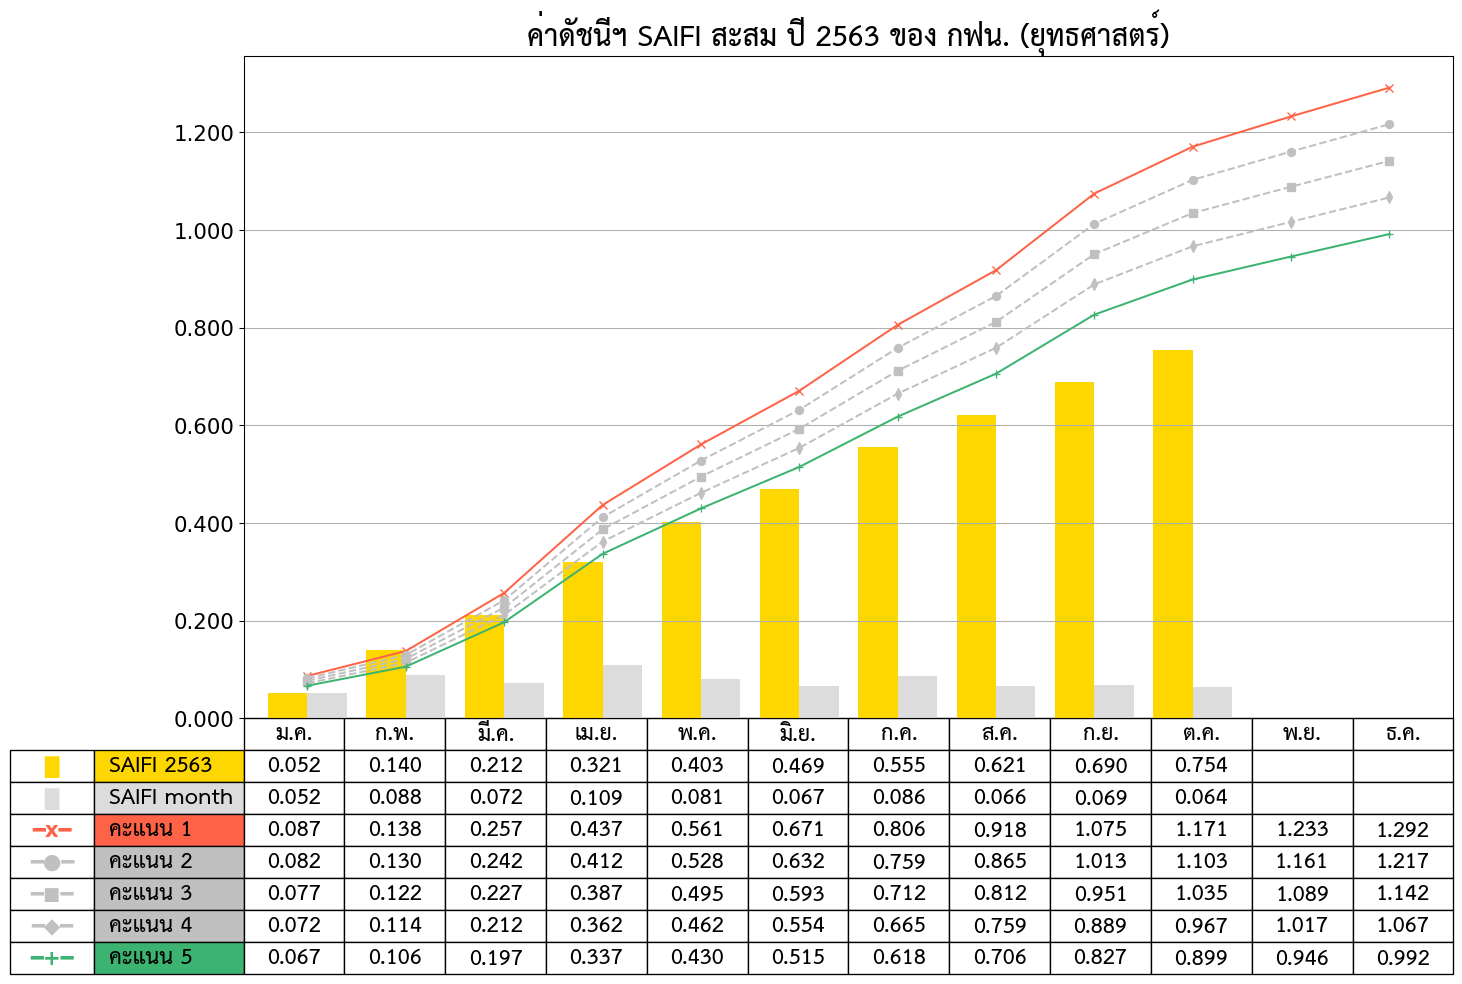 ค่าดัชนีฯ SAIFI สะสม ปี 2563 ของ กฟน. (ยุทธศาสตร์)
1.200
1.000
0.800
0.600
0.400
0.200
0.000
ม.ค. ก.พ. มี.ค. เม.ย. พ.ค. มิ.ย. ก.ค. ส.ค. ก.ย. ต.ค. พ.ย. ธ.ค.
SAIFI 2563 0.052 0.140 0.212 0.321 0.403 0.469 0.555 0.621 0.690 0.754
SAIFI month 0.052 0.088 0.072 0.109 0.081 0.067 0.086 0.066 0.069 0.064
คะแนน 1 0.087 0.138 0.257 0.437 0.561 0.671 0.806 0.918 1.075 1.171 1.233 1.292
คะแนน 2 0.082 0.130 0.242 0.412 0.528 0.632 0.759 0.865 1.013 1.103 1.161 1.217
คะแนน 3 0.077 0.122 0.227 0.387 0.495 0.593 0.712 0.812 0.951 1.035 1.089 1.142
คะแนน 4 0.072 0.114 0.212 0.362 0.462 0.554 0.665 0.759 0.889 0.967 1.017 1.067
คะแนน 5 0.067 0.106 0.197 0.337 0.430 0.515 0.618 0.706 0.827 0.899 0.946 0.992